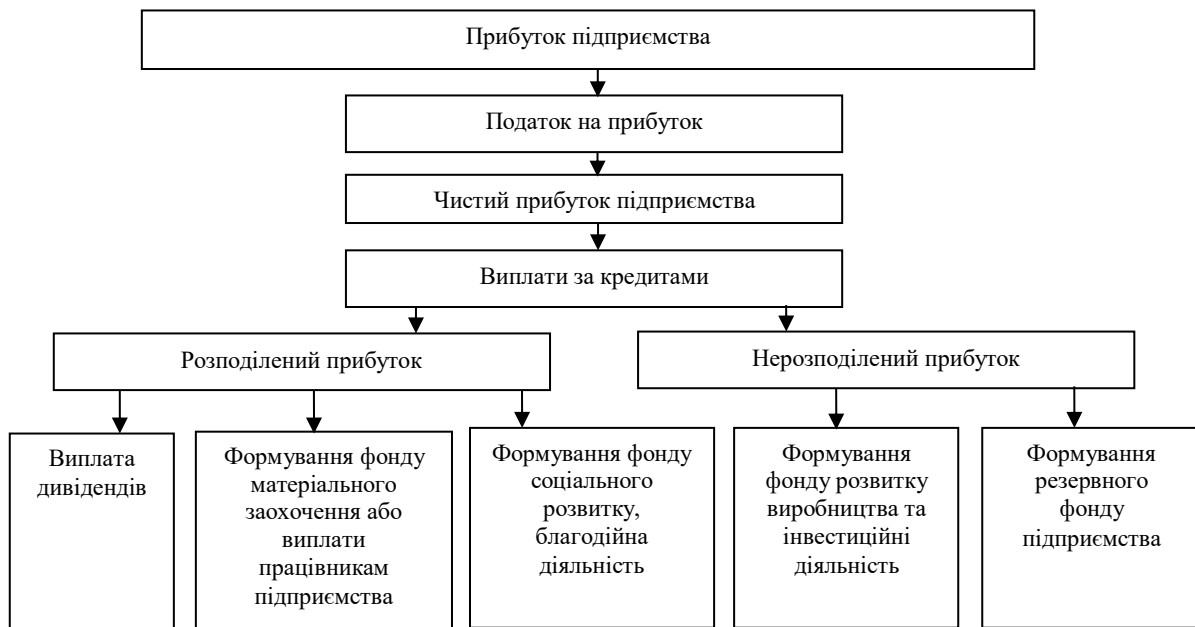 Прибуток підприємства
Податок на прибуток
Чистий прибуток підприємства
Виплати за кредитами
Розподілений прибуток
Нерозподілений прибуток
Виплата
дивідендів
Формування фонду
матеріального
заохочення або
виплати
працівникам
підприємства
Формування фонду
соціального
розвитку,
благодійна
діяльність
Формування
фонду розвитку
виробництва та
інвестиційні
діяльність
Формування
резервного
фонду
підприємства